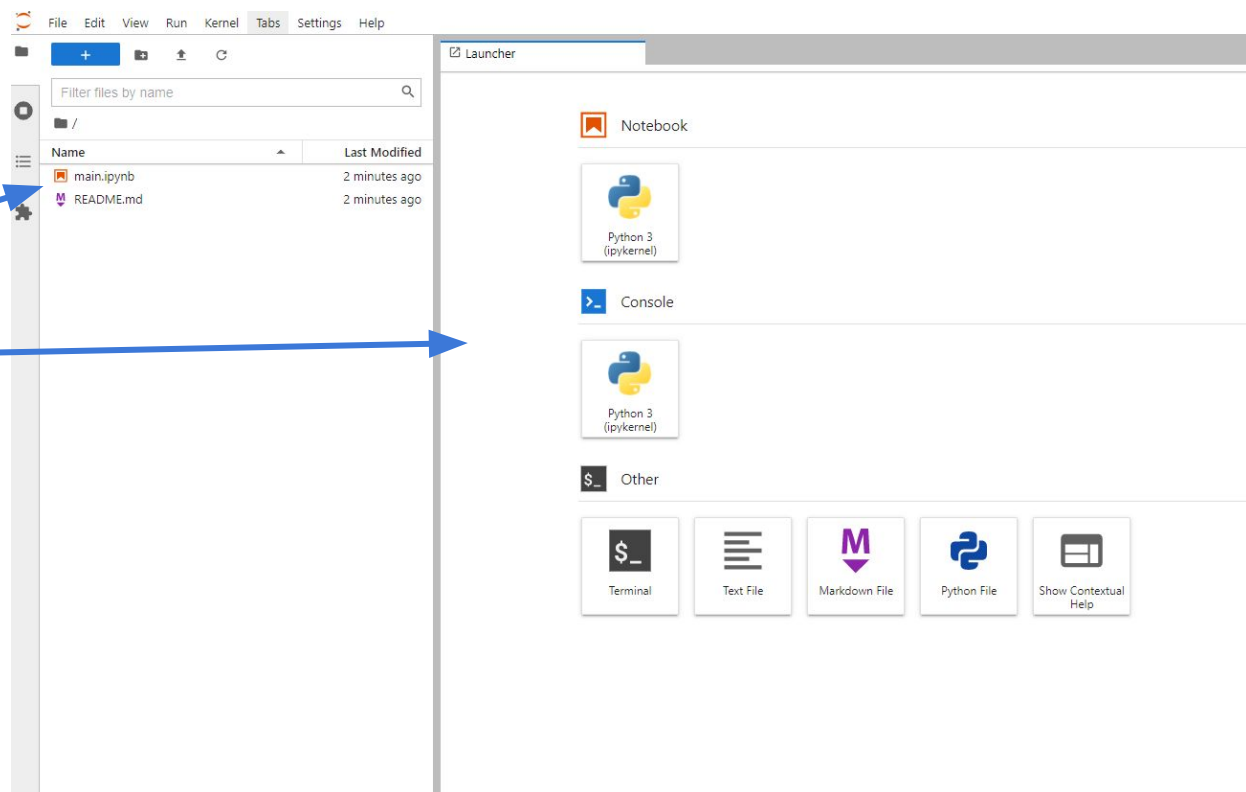 File Edit View Run Kernel Tabs Settings Help
+
Filter files by name
/
Name Last Modified
main.ipynb 2 minutes ago
M README.md 2 minutes ago
Launcher
Notebook
Python 3
(ipykernel)
>_ Console
Python 3
(ipykernel)
$_ Other
$_
Terminal
Text File
M
Markdown File
Python File
Show Contextual
Help